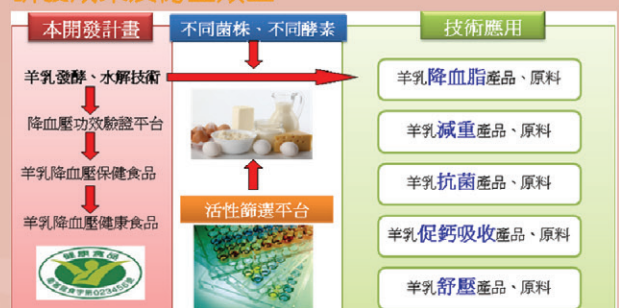 本開發計畫
羊乳發酵、水解技術
降血壓功效驗證平台
羊乳降血壓保健食品
羊乳降血壓健康食品
健康食品
不同菌株、不同酵素
活性篩選平台
技術應用
羊乳降血脂產品、原料
羊乳減重產品、原料
羊乳抗菌產品、原料
羊乳促鈣吸收產品、原料
羊乳舒壓產品、原料